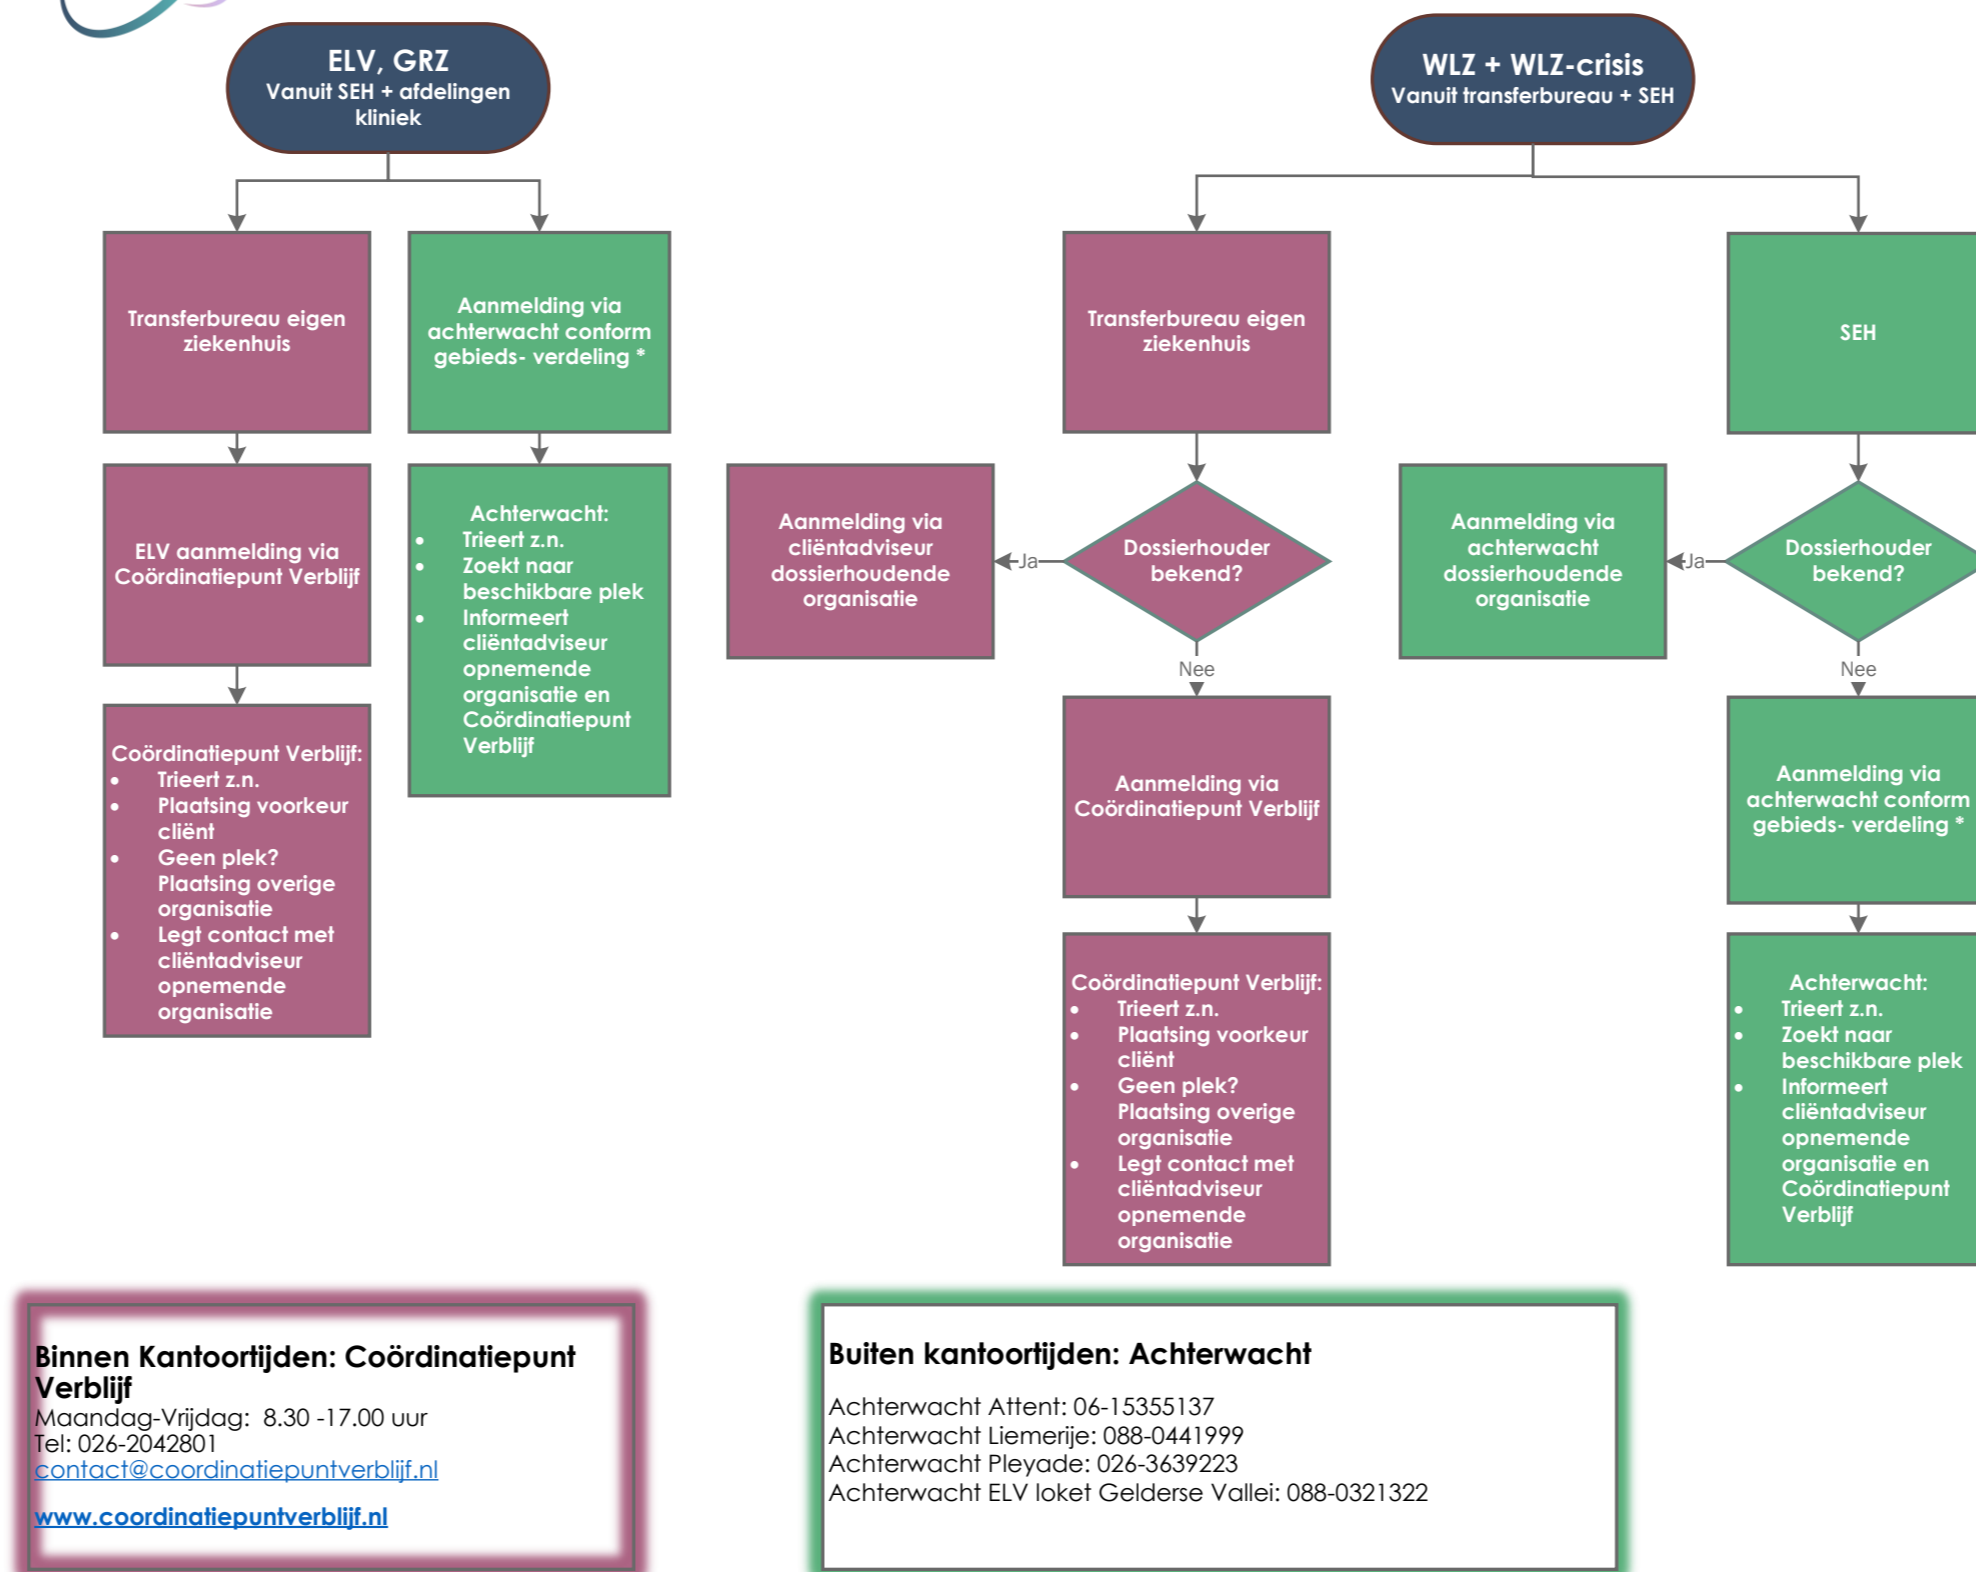 ELV, GRZ
Vanuit SEH + afdelingen
kliniek
Transferbureau eigen
ziekenhuis
ELV aanmelding via
Coördinatiepunt Verblijf
Coördinatiepunt Verblijf:
• Trieert z.n.
• Plaatsing voorkeur
cliënt
• Geen plek?
Plaatsing overige
organisatie
• Legt contact met
cliëntadviseur
opnemende
organisatie
Aanmelding via
achterwacht conform
gebieds- verdeling *
Achterwacht:
• Trieert z.n.
• Zoekt naar
beschikbare plek
• Informeert
cliëntadviseur
opnemende
organisatie en
Coördinatiepunt
Verblijf
WLZ + WLZ-crisis
Vanuit transferbureau + SEH
Transferbureau eigen
ziekenhuis
Dossierhouder
bekend?
Ja
Aanmelding via
cliëntadviseur
dossierhoudende
organisatie
Nee
Aanmelding via
Coördinatiepunt Verblijf
Coördinatiepunt Verblijf:
• Trieert z.n.
• Plaatsing voorkeur
cliënt
• Geen plek?
Plaatsing overige
organisatie
• Legt contact met
cliëntadviseur
opnemende
organisatie
SEH
Dossierhouder
bekend?
Ja
Aanmelding via
achterwacht
dossierhoudende
organisatie
Nee
Aanmelding via
achterwacht conform
gebieds- verdeling *
Achterwacht:
• Trieert z.n.
• Zoekt naar
beschikbare plek
• Informeert
cliëntadviseur
opnemende
organisatie en
Coördinatiepunt
Verblijf
Binnen Kantoortijden: Coördinatiepunt
Verblijf
Maandag-Vrijdag: 8.30 -17.00 uur
Tel: 026-2042801
contact@coordinatiepuntverblijf.nl
www.coordinatiepuntverblijf.nl
Buiten kantoortijden: Achterwacht
Achterwacht Attent: 06-15355137
Achterwacht Liemerije: 088-0441999
Achterwacht Pleyade: 026-3639223
Achterwacht ELV loket Gelderse Vallei: 088-0321322